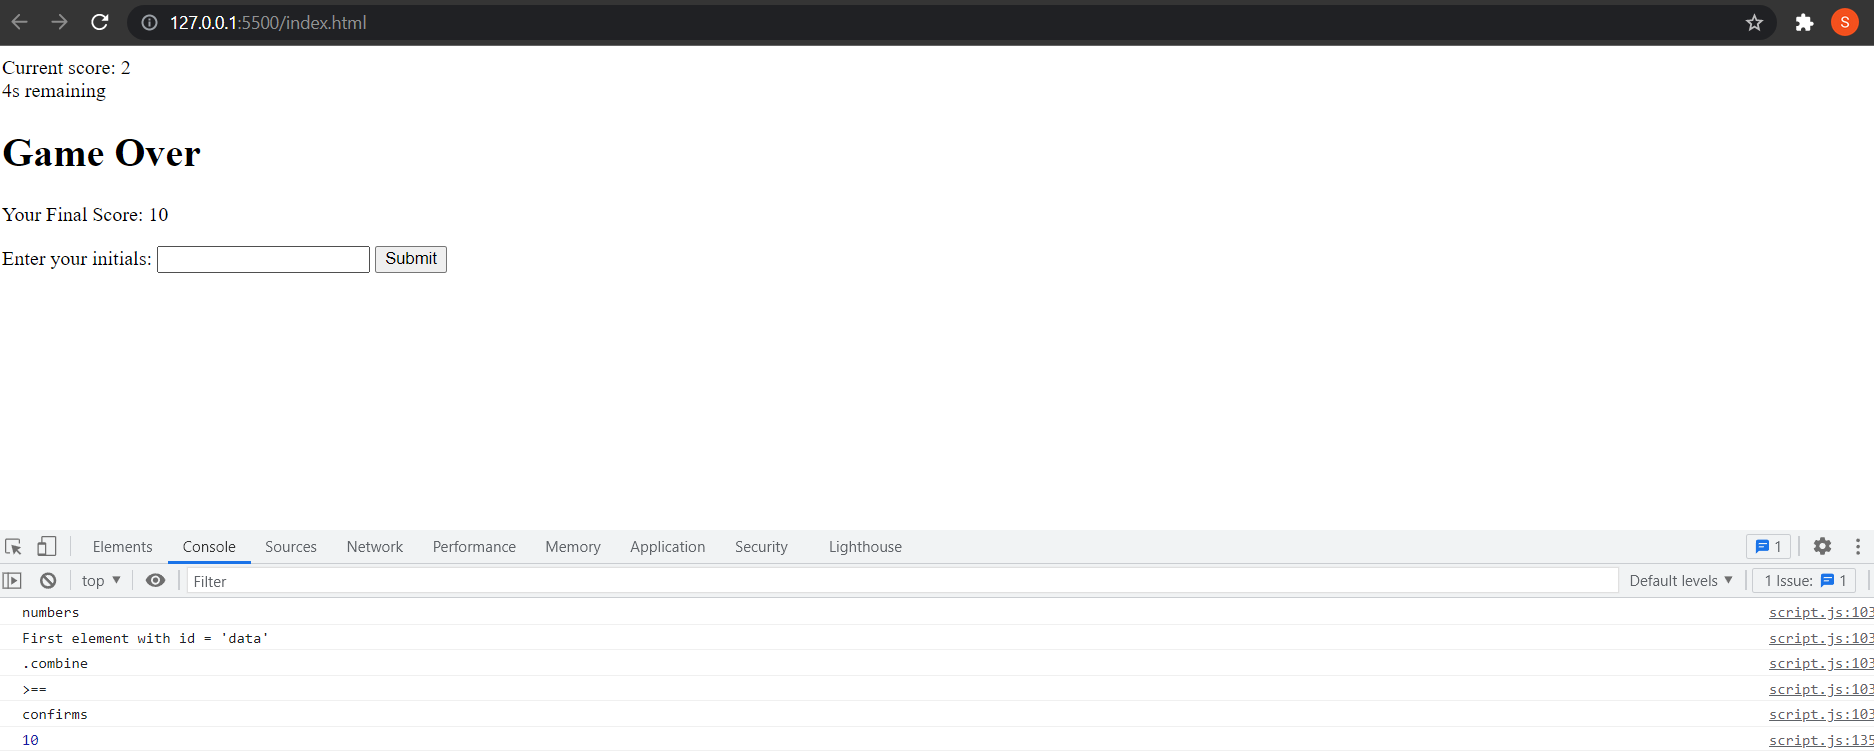 127.0.0.1:5500/index.html
S
Current score: 2
4s remaining
Game Over
Your Final Score: 10
Enter your initials: Submit
Elements Console Sources Network Performance Memory Application Security Lighthouse 1
top Filter Default levels 1 Issue: 1
numbers script.js:103
First element with id = 'data' script.js:103
.combine script.js:103
>== script.js:103
confirms script.js:103
10 script.js:135